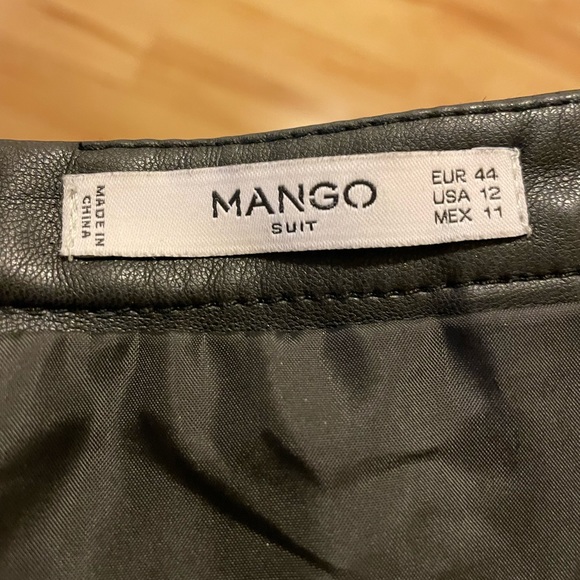 MADE IN
CHINA
MANGO
SUIT
EUR 44
USA 12
MEX 11